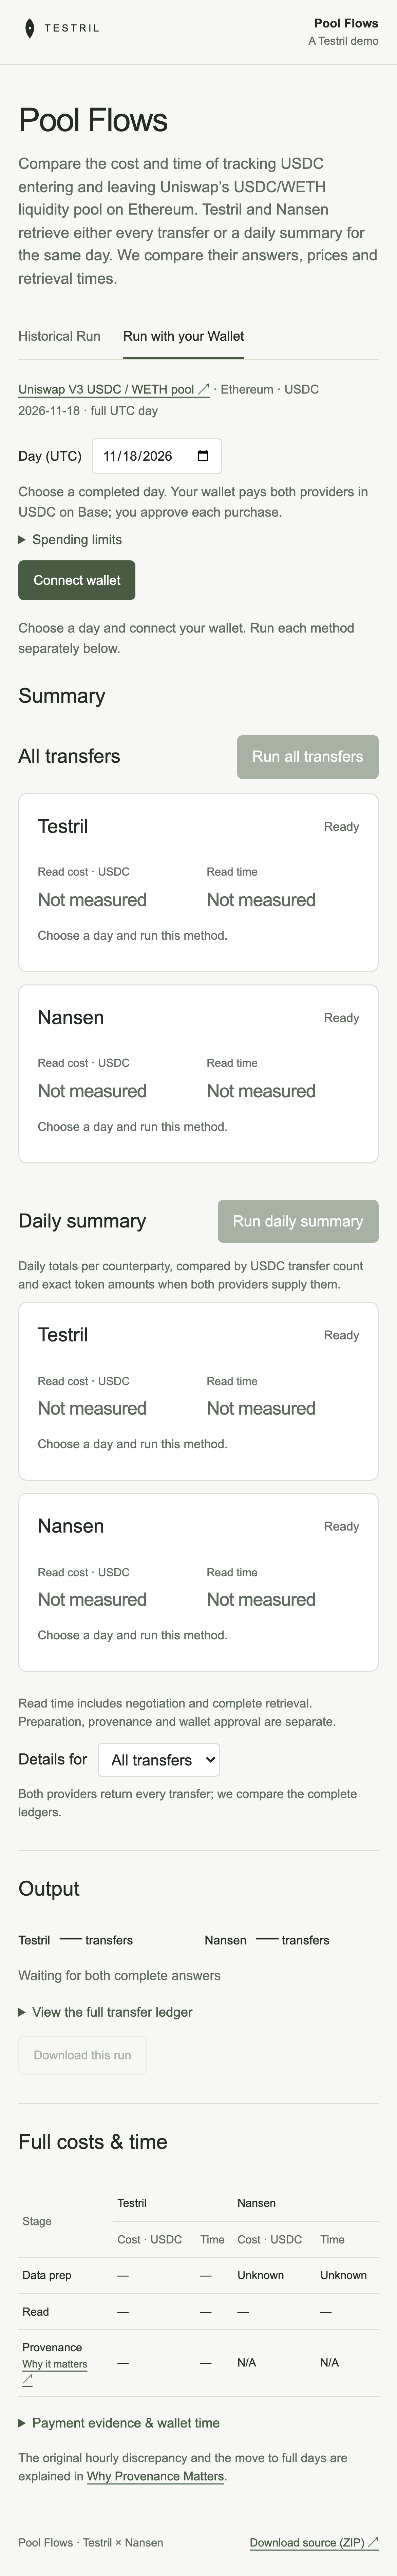 TESTRIL
Pool Flows
A Testril demo
Pool Flows
Compare the cost and time of tracking USDC
entering and leaving Uniswap's USDC/WETH
liquidity pool on Ethereum. Testril and Nansen
retrieve either every transfer or a daily summary for
the same day. We compare their answers, prices and
retrieval times.
Historical Run
Run with your Wallet
Uniswap V3 USDC / WETH pool ↗ · Ethereum · USDC
2026-11-18 · full UTC day
Day (UTC) 11/18/2026
Choose a completed day. Your wallet pays both providers in
USDC on Base; you approve each purchase.
▶ Spending limits
Connect wallet
Choose a day and connect your wallet. Run each method
separately below.
Summary
All transfers
Run all transfers
Testril
Ready
Read cost · USDC Read time
Not measured Not measured
Choose a day and run this method.
Nansen
Ready
Read cost · USDC Read time
Not measured Not measured
Choose a day and run this method.
Daily summary
Run daily summary
Daily totals per counterparty, compared by USDC transfer count
and exact token amounts when both providers supply them.
Testril
Ready
Read cost · USDC Read time
Not measured Not measured
Choose a day and run this method.
Nansen
Ready
Read cost · USDC Read time
Not measured Not measured
Choose a day and run this method.
Read time includes negotiation and complete retrieval.
Preparation, provenance and wallet approval are separate.
Details for All transfers
Both providers return every transfer; we compare the complete
ledgers.
Output
Testril — transfers Nansen — transfers
Waiting for both complete answers
▶ View the full transfer ledger
Download this run
Full costs & time
Stage Testril Nansen
Cost · USDC Time Cost · USDC Time
Data prep — — Unknown Unknown
Read — — — —
Provenance
Why it matters
↗
— — N/A N/A
▶ Payment evidence & wallet time
The original hourly discrepancy and the move to full days are
explained in Why Provenance Matters.
Pool Flows · Testril × Nansen
Download source (ZIP) ↗